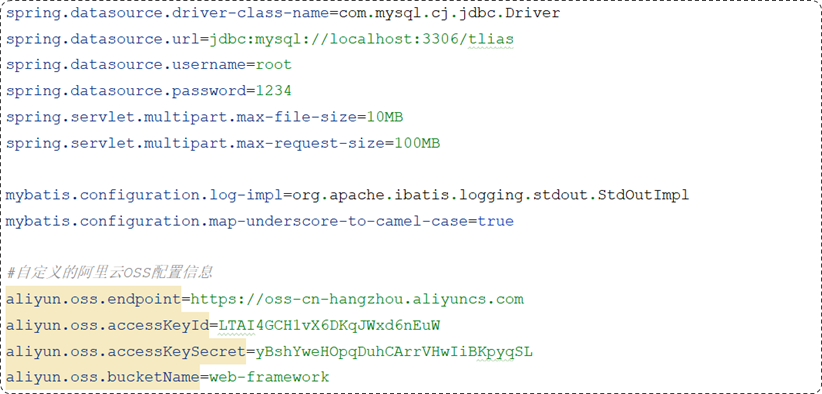 spring.datasource.driver-class-name=com.mysql.cj.jdbc.Driver
spring.datasource.url=jdbc:mysql://localhost:3306/tlias
spring.datasource.username=root
spring.datasource.password=1234
spring.servlet.multipart.max-file-size=10MB
spring.servlet.multipart.max-request-size=100MB
mybatis.configuration.log-impl=org.apache.ibatis.logging.stdout.StdOutImpl
mybatis.configuration.map-underscore-to-camel-case=true
#自定义的阿里云OSS配置信息
aliyun.oss.endpoint=https://oss-cn-hangzhou.aliyuncs.com
aliyun.oss.accessKeyId=LTAI4GCH1vX6DKqJWxd6nEuW
aliyun.oss.accessKeySecret=yBshYweHOpqDuhCArrVHwIiBKpyqSL
aliyun.oss.bucketName=web-framework